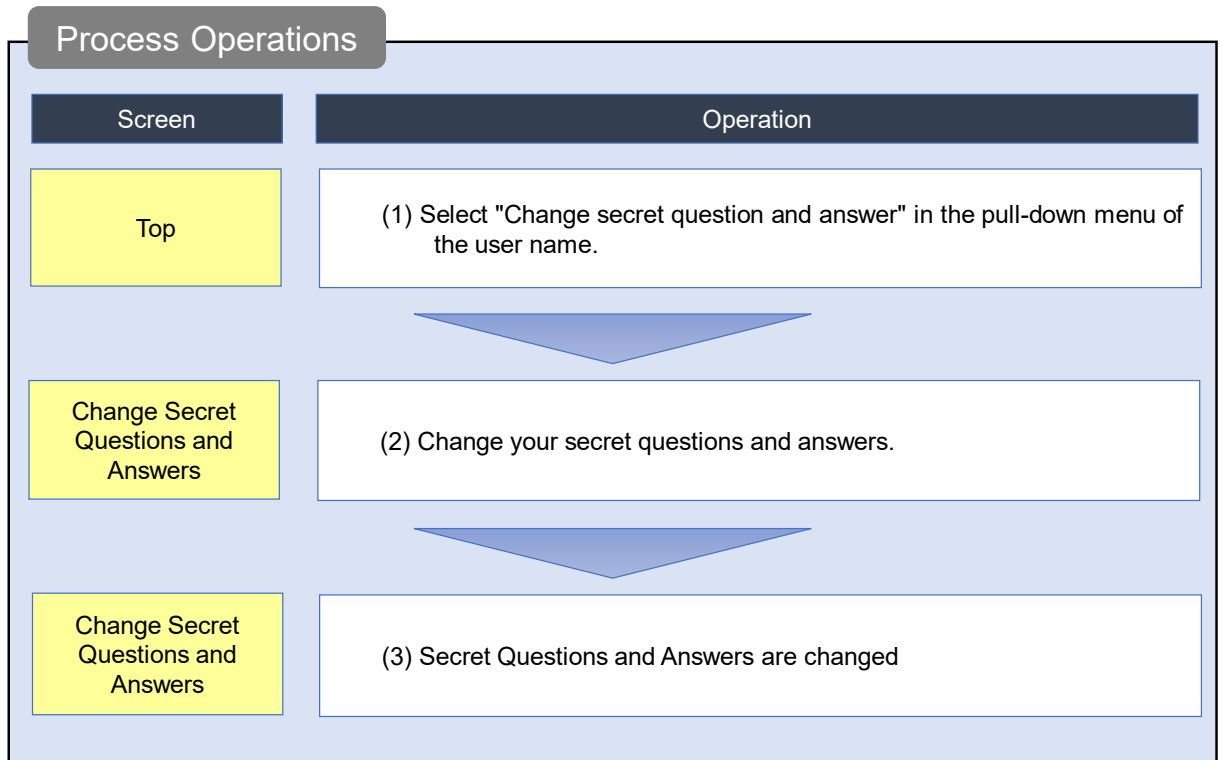 Process Operations
Screen
Operation
Top
(1) Select "Change secret question and answer" in the pull-down menu of
the user name.
Change Secret
Questions and
Answers
(2) Change your secret questions and answers.
Change Secret
Questions and
Answers
(3) Secret Questions and Answers are changed